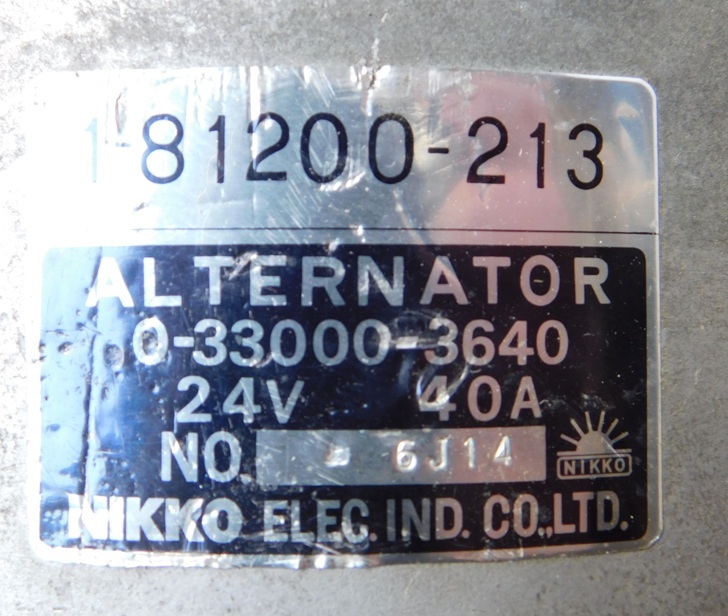 1-81200-213
ALTERNATOR
0-33000-3640
24V 40A
NO. 6J14
NIKKO
NIKKO ELEC. IND. CO.,LTD.